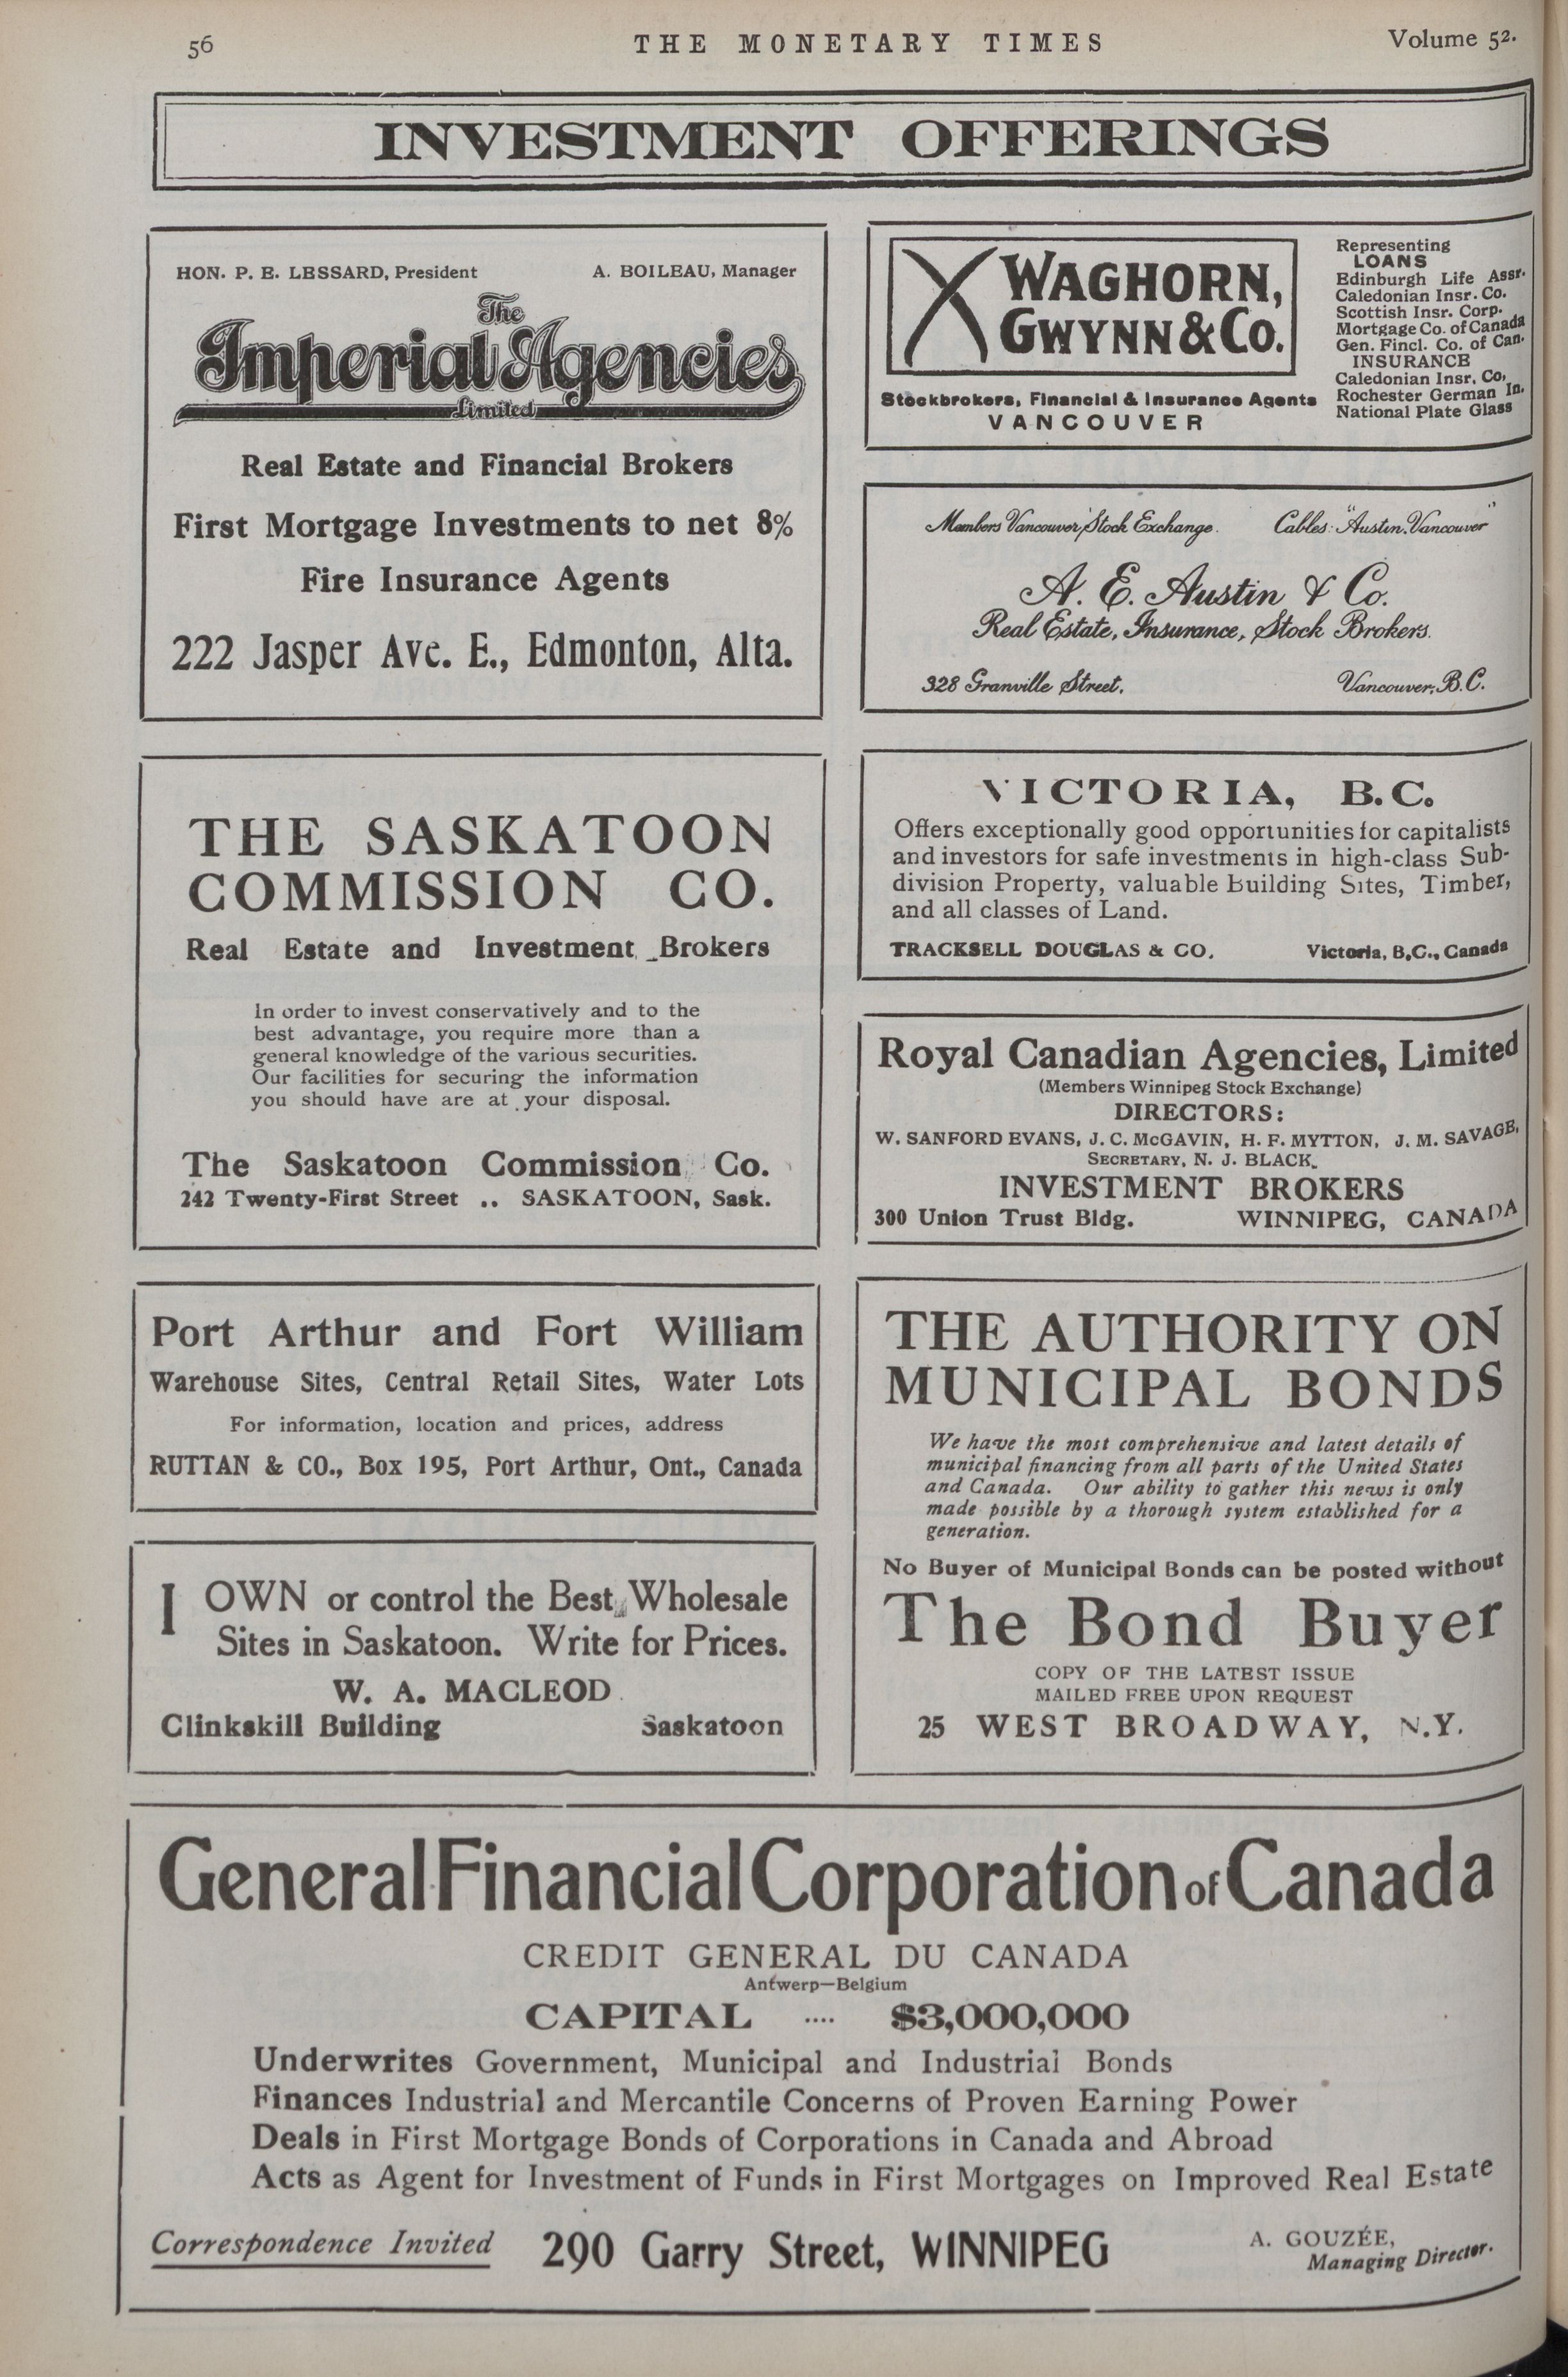 56
THE MONETARY TIMES
Volume 52.
INVESTMENT OFFERINGS
HON. P. E. LESSARD, President
A. BOILEAU, Manager
The
Imperial Agencies
Limited
Real Estate and Financial Brokers
First Mortgage Investments to net 8%
Fire Insurance Agents
222 Jasper Ave. E., Edmonton, Alta.
WAGHORN,
GWYNN & CO.
Stockbrokers, Financial & Insurance Agents
VANCOUVER
Representing
LOANS
Edinburgh Life Assr.
Caledonian Insr. Co.
Scottish Insr. Corp.
Mortgage Co. of Canada
Gen. Fincl. Co. of Can.
INSURANCE
Caledonian Insr. Co,
Rochester German In.
National Plate Glass
Members Vancouver Stock Exchange.
Cables: "Austin. Vancouver"
A. E. Austin & Co.
Real Estate, Insurance, Stock Brokers.
328 Granville Street.
Vancouver, B.C.
THE SASKATOON
COMMISSION CO.
Real Estate and Investment Brokers
In order to invest conservatively and to the
best advantage, you require more than a
general knowledge of the various securities.
Our facilities for securing the information
you should have are at your disposal.
The Saskatoon Commission Co.
242 Twenty-First Street .. SASKATOON, Sask.
VICTORIA, B.C.
Offers exceptionally good opportunities for capitalists
and investors for safe investments in high-class Sub-
division Property, valuable Building Sites, Timber,
and all classes of Land.
TRACKSELL DOUGLAS & CO.
Victoria, B.C., Canada
Royal Canadian Agencies, Limited
(Members Winnipeg Stock Exchange)
DIRECTORS:
W. SANFORD EVANS, J. C. McGAVIN, H. F. MYTTON, J. M. SAVAGE,
SECRETARY, N. J. BLACK.
INVESTMENT BROKERS
300 Union Trust Bldg.
WINNIPEG, CANADA
Port Arthur and Fort William
Warehouse Sites, Central Retail Sites, Water Lots
For information, location and prices, address
RUTTAN & CO., Box 195, Port Arthur, Ont., Canada
I OWN or control the Best Wholesale
Sites in Saskatoon. Write for Prices.
W. A. MACLEOD
Clinkskill Building
Saskatoon
THE AUTHORITY ON
MUNICIPAL BONDS
We have the most comprehensive and latest details of
municipal financing from all parts of the United States
and Canada. Our ability to gather this news is only
made possible by a thorough system established for a
generation.
No Buyer of Municipal Bonds can be posted without
The Bond Buyer
COPY OF THE LATEST ISSUE
MAILED FREE UPON REQUEST
25 WEST BROADWAY, N.Y.
General Financial Corporation of Canada
CREDIT GENERAL DU CANADA
Antwerp—Belgium
CAPITAL .... $3,000,000
Underwrites Government, Municipal and Industrial Bonds
Finances Industrial and Mercantile Concerns of Proven Earning Power
Deals in First Mortgage Bonds of Corporations in Canada and Abroad
Acts as Agent for Investment of Funds in First Mortgages on Improved Real Estate
Correspondence Invited
290 Garry Street, WINNIPEG
A. GOUZÉE,
Managing Director.